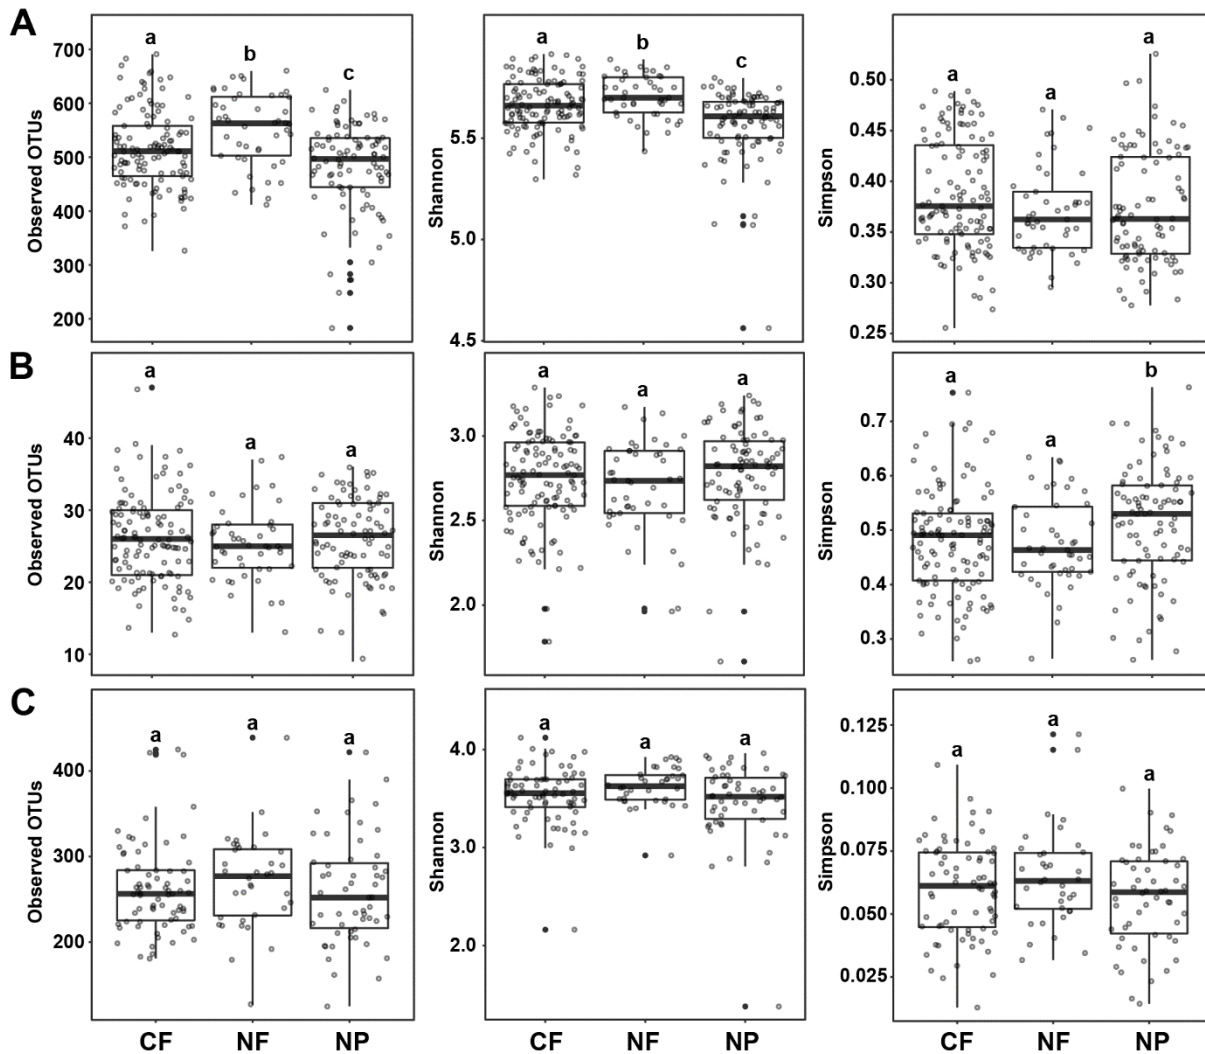 A
Observed OTUs
700
600
500
400
300
200
a
b
c
Shannon
5.5
5.0
4.5
a
b
c
Simpson
0.50
0.45
0.40
0.35
0.30
0.25
a
a
a
B
Observed OTUs
40
30
20
10
a
a
a
Shannon
3.0
2.5
2.0
a
a
a
Simpson
0.7
0.6
0.5
0.4
0.3
a
a
b
C
Observed OTUs
400
300
200
a
a
a
Shannon
4.0
3.0
2.0
a
a
a
Simpson
0.125
0.100
0.075
0.050
0.025
a
a
a
CF NF NP
CF NF NP
CF NF NP